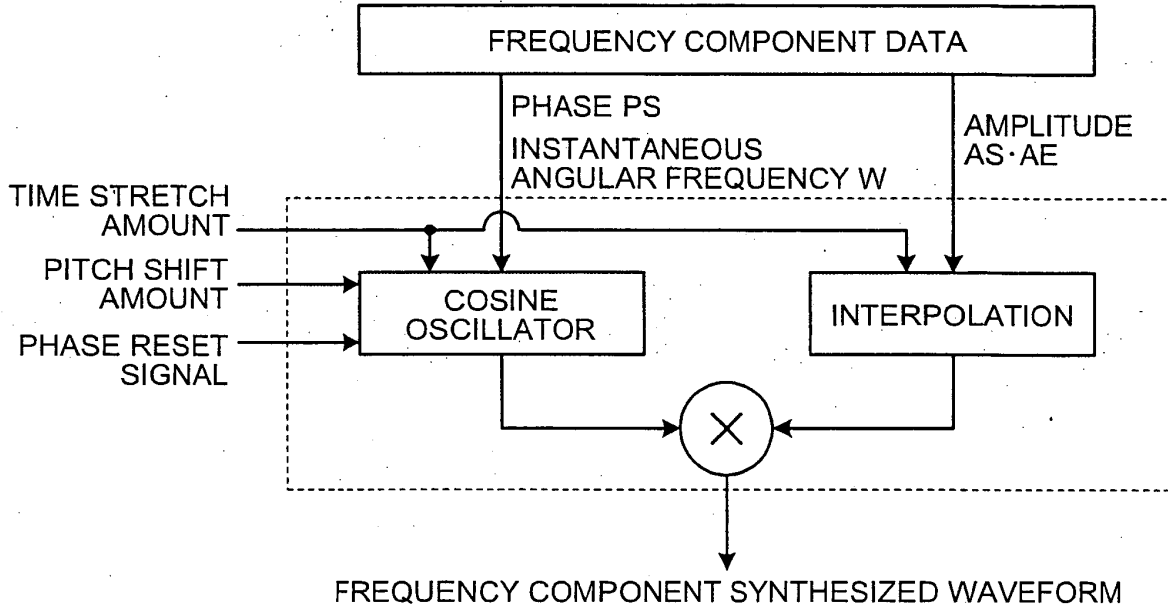 FREQUENCY COMPONENT DATA
PHASE PS
INSTANTANEOUS
ANGULAR FREQUENCY W
AMPLITUDE
AS·AE
TIME STRETCH
AMOUNT
PITCH SHIFT
AMOUNT
PHASE RESET
SIGNAL
COSINE
OSCILLATOR
INTERPOLATION
FREQUENCY COMPONENT SYNTHESIZED WAVEFORM